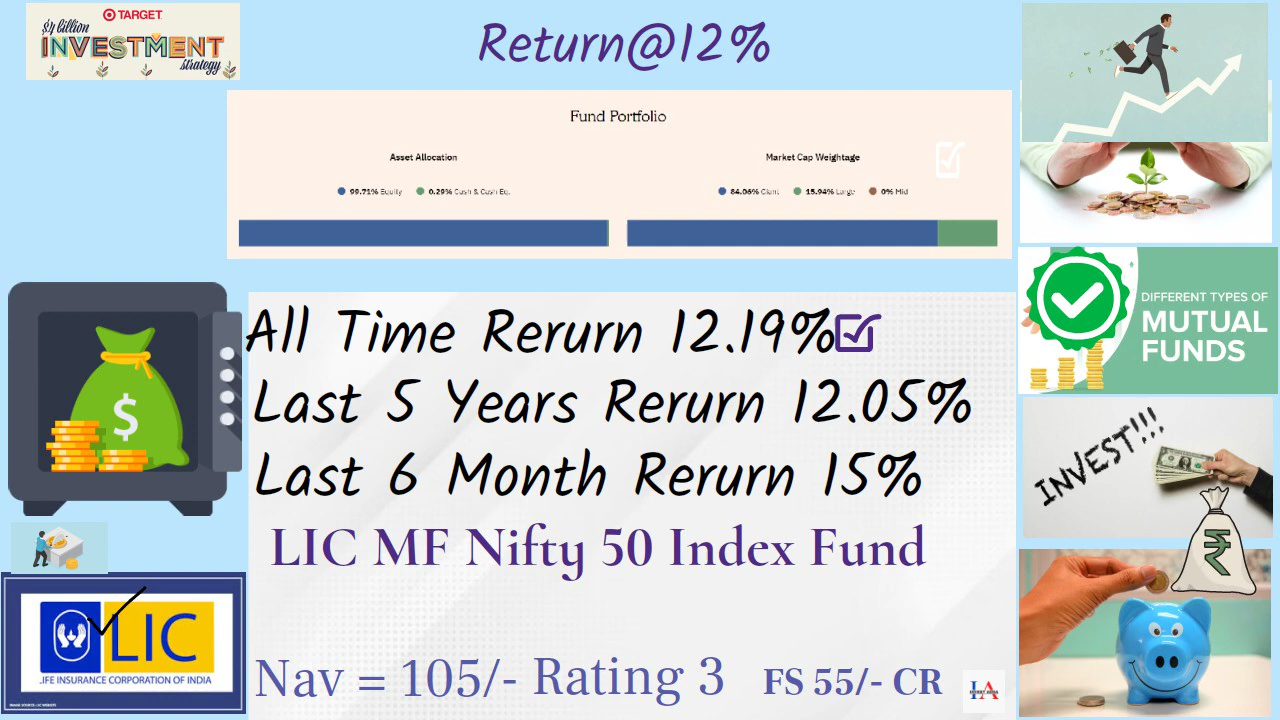 TARGET
$4 billion
INVESTMENT
strategy
Return@12%
Fund Portfolio
Asset Allocation
Market Cap Weightage
99.71% Equity 0.29% Cash & Cash Eq.
84.06% Giant 15.94% Large 0% Mid
All Time Rerurn 12.19%
Last 5 Years Rerurn 12.05%
Last 6 Month Rerurn 15%
LIC MF Nifty 50 Index Fund
Nav = 105/- Rating 3 FS 55/- CR
$
LIC
LIFE INSURANCE CORPORATION OF INDIA
DIFFERENT TYPES OF
MUTUAL
FUNDS
INVEST!!!
₹
IA